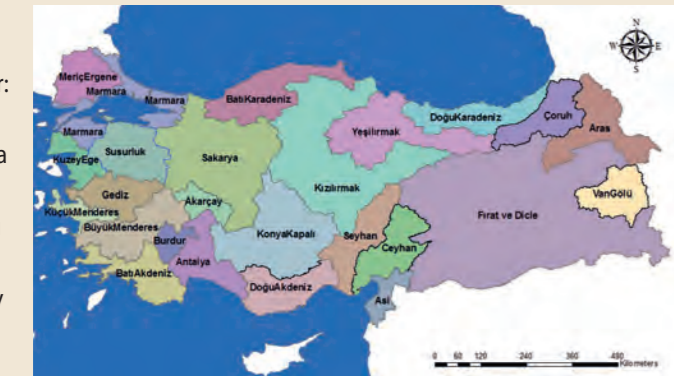 r:
a
y
N
W
E
S
MeriçErgene
Marmara
Marmara
Marmara
KuzeyEge
Susurluk
BatıKaradeniz
Sakarya
Yeşilırmak
DoğuKaradeniz
Çoruh
Aras
Kızılırmak
Gediz
Akarçay
KüçükMenderes
BüyükMenderes
Burdur
Antalya
BatıAkdeniz
KonyaKapalı
DoğuAkdeniz
Seyhan
Ceyhan
Asi
Fırat ve Dicle
VanGölü
0 60 120 240 360 480
Kilometers